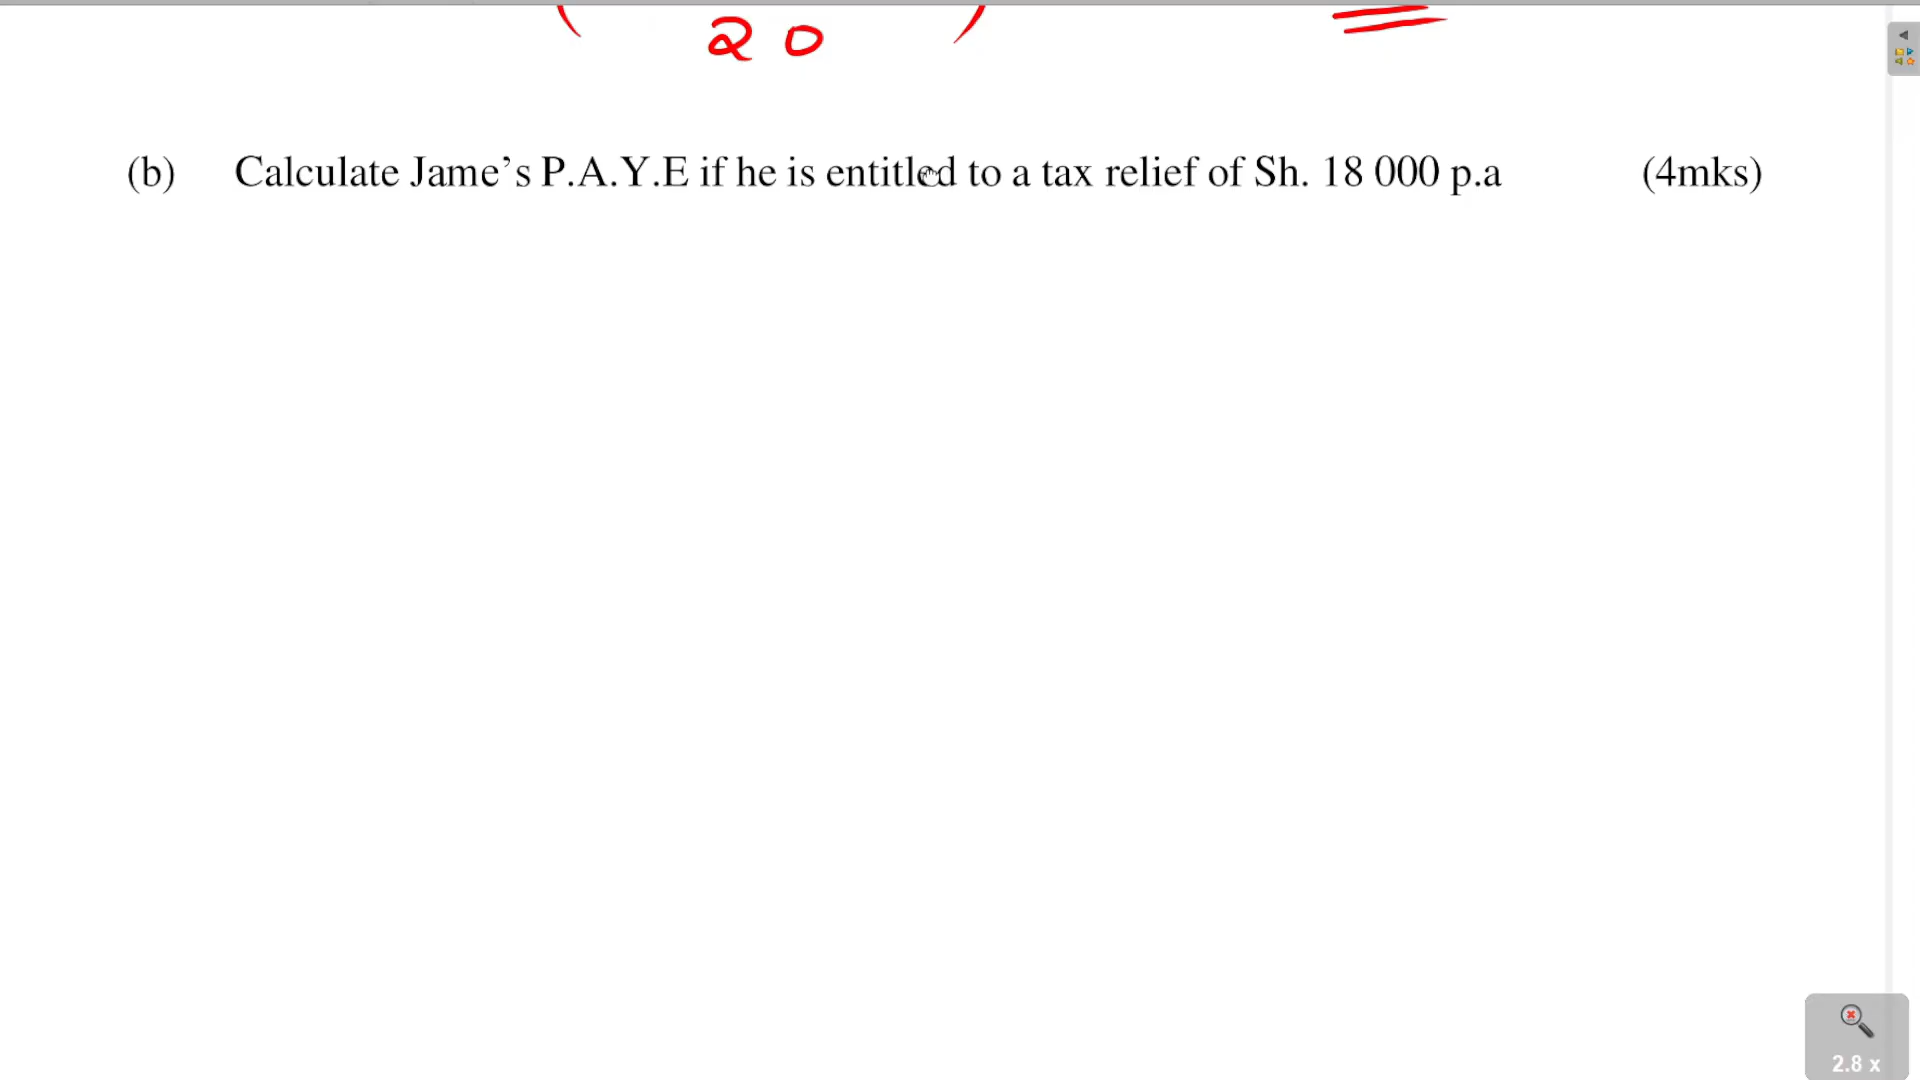 20
(b) Calculate Jame’s P.A.Y.E if he is entitled to a tax relief of Sh. 18 000 p.a (4mks)
2.8 x